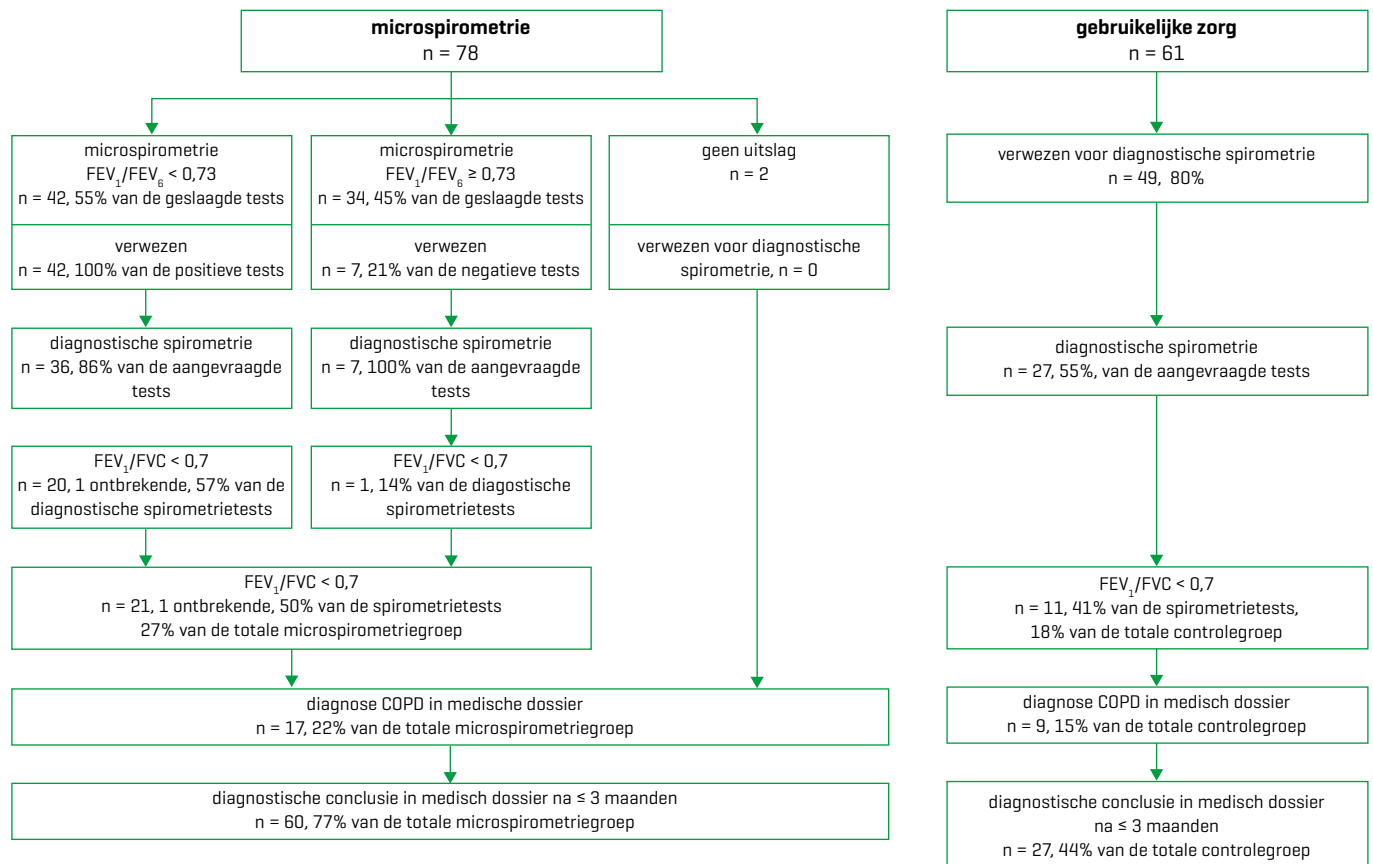 microspirometrie
n = 78
microspirometrie
FEV₁/FEV₆ < 0,73
n = 42, 55% van de geslaagde tests
verwezen
n = 42, 100% van de positieve tests
microspirometrie
FEV₁/FEV₆ ≥ 0,73
n = 34, 45% van de geslaagde tests
verwezen
n = 7, 21% van de negatieve tests
geen uitslag
n = 2
verwezen voor diagnostische
spirometrie, n = 0
diagnostische spirometrie
n = 36, 86% van de aangevraagde
tests
diagnostische spirometrie
n = 7, 100% van de aangevraagde
tests
FEV₁/FVC < 0,7
n = 20, 1 ontbrekende, 57% van de
diagnostische spirometrietests
FEV₁/FVC < 0,7
n = 1, 14% van de diagostische
spirometrietests
FEV₁/FVC < 0,7
n = 21, 1 ontbrekende, 50% van de spirometrietests
27% van de totale microspirometriegroep
diagnose COPD in medische dossier
n = 17, 22% van de totale microspirometriegroep
diagnostische conclusie in medisch dossier na ≤ 3 maanden
n = 60, 77% van de totale microspirometriegroep
gebruikelijke zorg
n = 61
verwezen voor diagnostische spirometrie
n = 49, 80%
diagnostische spirometrie
n = 27, 55%, van de aangevraagde tests
FEV₁/FVC < 0,7
n = 11, 41% van de spirometrietests,
18% van de totale controlegroep
diagnose COPD in medisch dossier
n = 9, 15% van de totale controlegroep
diagnostische conclusie in medisch dossier
na ≤ 3 maanden
n = 27, 44% van de totale controlegroep